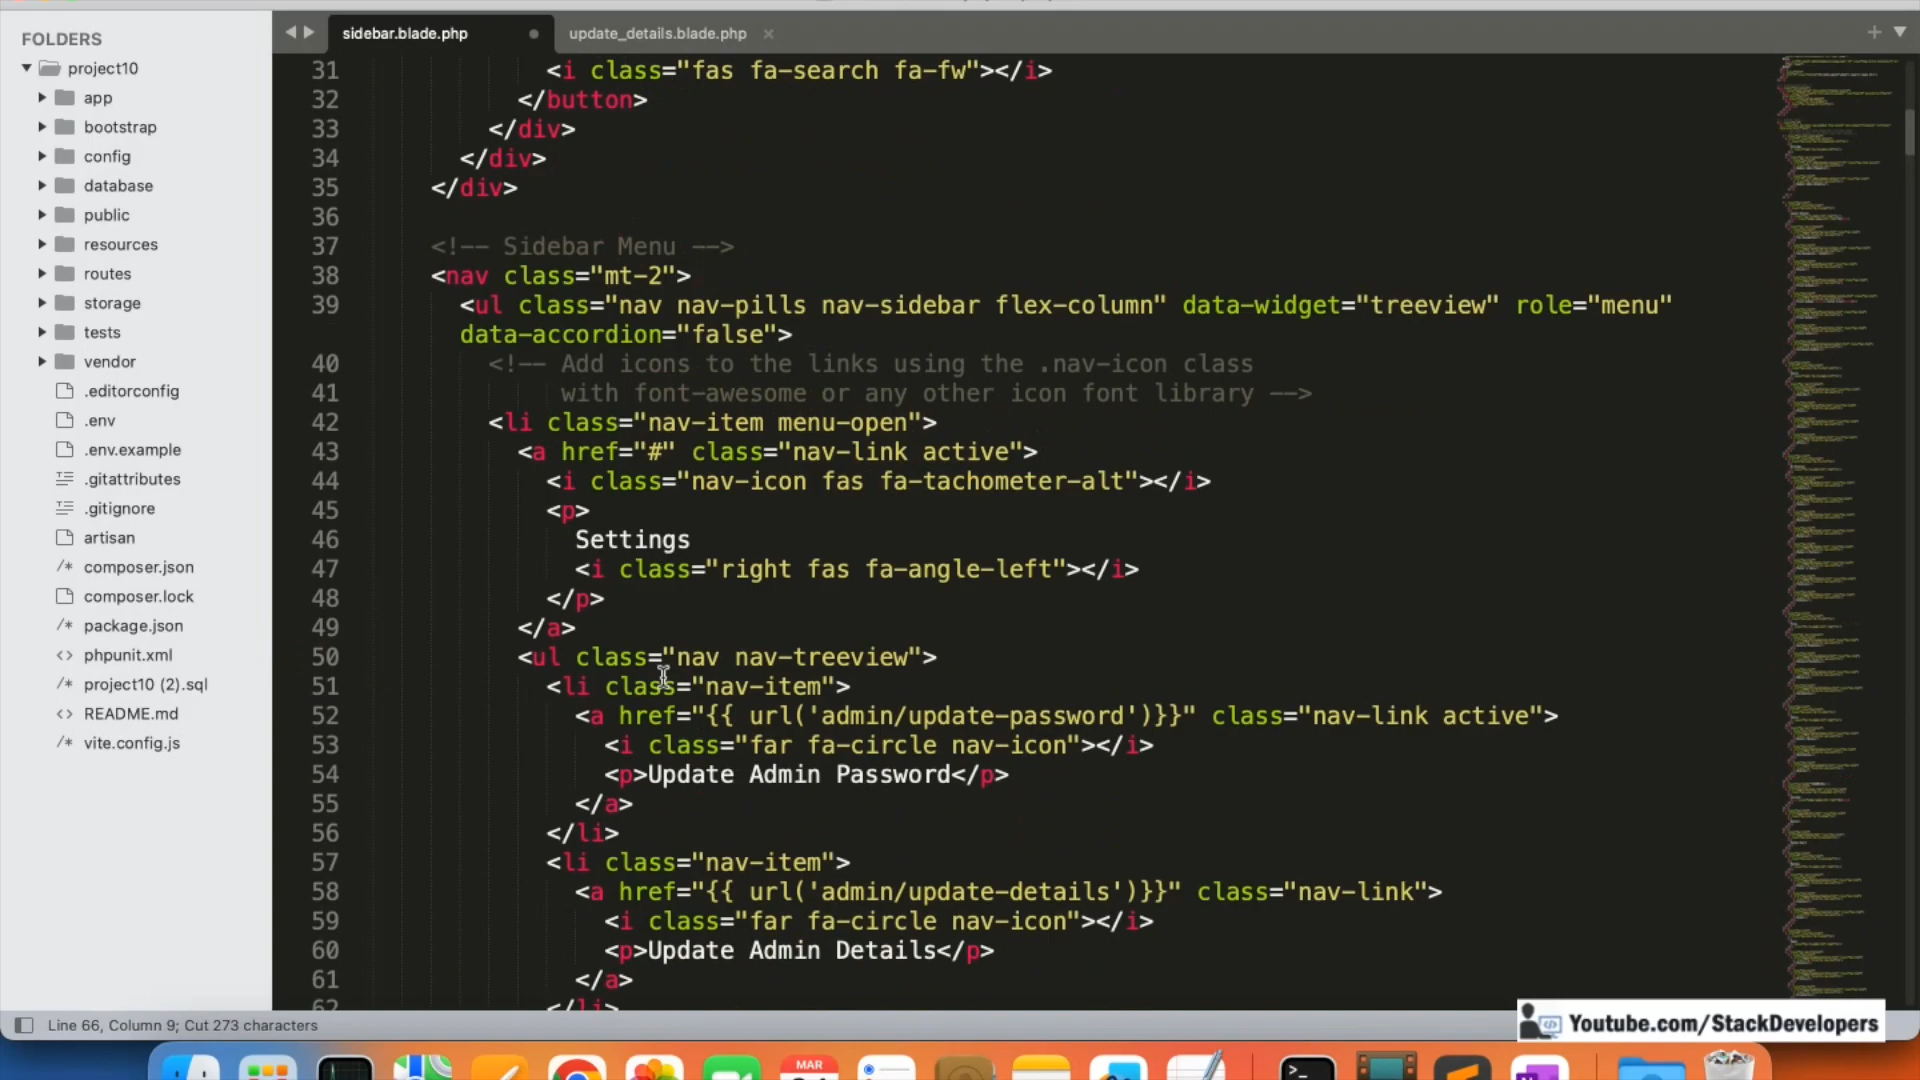 FOLDERS
project10
app
bootstrap
config
database
public
resources
routes
storage
tests
vendor
.editorconfig
.env
.env.example
.gitattributes
.gitignore
artisan
/* composer.json
composer.lock
/* package.json
<> phpunit.xml
/* project10 (2).sql
<> README.md
/* vite.config.js
sidebar.blade.php
update_details.blade.php
31 <i class="fas fa-search fa-fw"></i>
32 </button>
33 </div>
34 </div>
35 </div>
36
37 <!-- Sidebar Menu -->
38 <nav class="mt-2">
39 <ul class="nav nav-pills nav-sidebar flex-column" data-widget="treeview" role="menu"
data-accordion="false">
40 <!-- Add icons to the links using the .nav-icon class
41 with font-awesome or any other icon font library -->
42 <li class="nav-item menu-open">
43 <a href="#" class="nav-link active">
44 <i class="nav-icon fas fa-tachometer-alt"></i>
45 <p>
46 Settings
47 <i class="right fas fa-angle-left"></i>
48 </p>
49 </a>
50 <ul class="nav nav-treeview">
51 <li class="nav-item">
52 <a href="{{ url('admin/update-password')}}" class="nav-link active">
53 <i class="far fa-circle nav-icon"></i>
54 <p>Update Admin Password</p>
55 </a>
56 </li>
57 <li class="nav-item">
58 <a href="{{ url('admin/update-details')}}" class="nav-link">
59 <i class="far fa-circle nav-icon"></i>
60 <p>Update Admin Details</p>
61 </a>
62 </li>
Line 66, Column 9; Cut 273 characters
Youtube.com/StackDevelopers
MAR